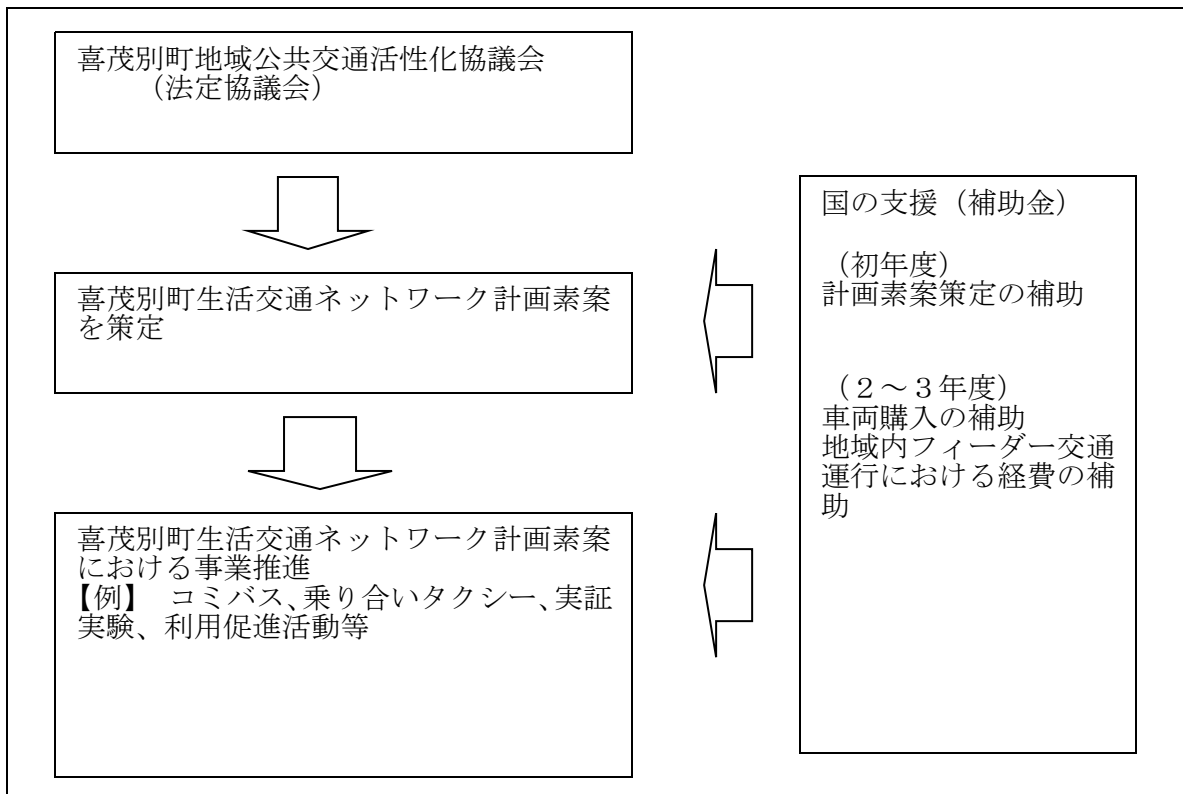 喜茂別町地域公共交通活性化協議会
（法定協議会）
喜茂別町生活交通ネットワーク計画素案
を策定
喜茂別町生活交通ネットワーク計画素案
における事業推進
【例】　コミバス、乗り合いタクシー、実証
実験、利用促進活動等
国の支援（補助金）
（初年度）
計画素案策定の補助
（２～３年度）
車両購入の補助
地域内フィーダー交通
運行における経費の補
助